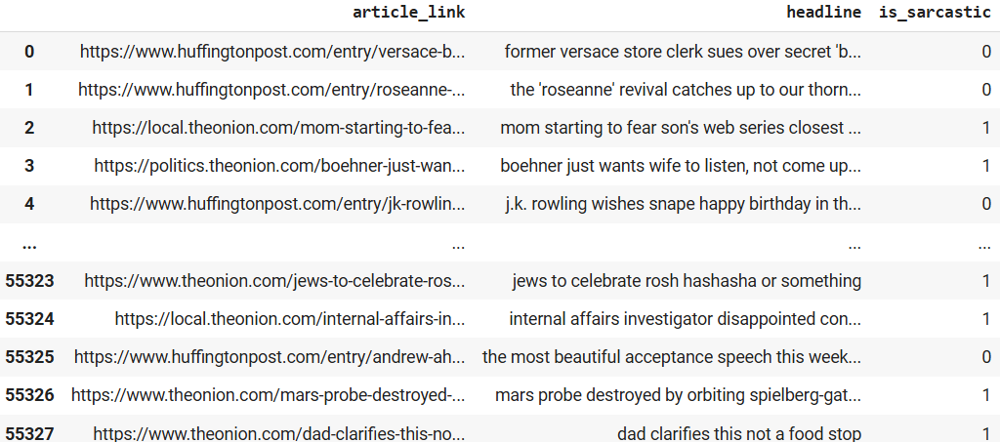 article_link headline is_sarcastic
0 https://www.huffingtonpost.com/entry/versace-b... former versace store clerk sues over secret 'b... 0
1 https://www.huffingtonpost.com/entry/roseanne-... the 'roseanne' revival catches up to our thorn... 0
2 https://local.theonion.com/mom-starting-to-fea... mom starting to fear son's web series closest ... 1
3 https://politics.theonion.com/boehner-just-wan... boehner just wants wife to listen, not come up... 1
4 https://www.huffingtonpost.com/entry/jk-rowlin... j.k. rowling wishes snape happy birthday in th... 0
... ... ... ...
55323 https://www.theonion.com/jews-to-celebrate-ros... jews to celebrate rosh hashasha or something 1
55324 https://local.theonion.com/internal-affairs-in... internal affairs investigator disappointed con... 1
55325 https://www.huffingtonpost.com/entry/andrew-ah... the most beautiful acceptance speech this week... 0
55326 https://www.theonion.com/mars-probe-destroyed-... mars probe destroyed by orbiting spielberg-gat... 1
55327 https://www.theonion.com/dad-clarifies-this-no... dad clarifies this not a food stop 1